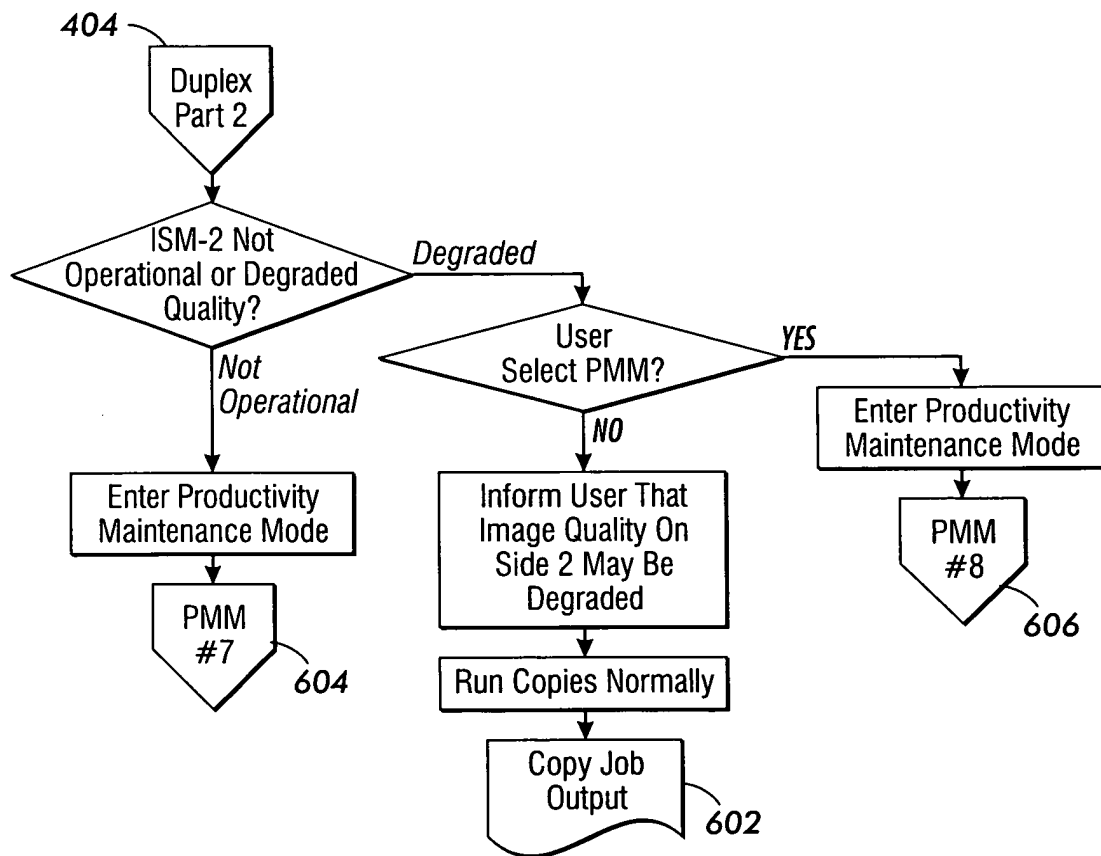 404
Duplex
Part 2
ISM-2 Not
Operational or Degraded
Quality?
Degraded
Not
Operational
User
Select PMM?
YES
NO
Enter Productivity
Maintenance Mode
PMM
#7
604
Inform User That
Image Quality On
Side 2 May Be
Degraded
Run Copies Normally
Copy Job
Output
602
Enter Productivity
Maintenance Mode
PMM
#8
606